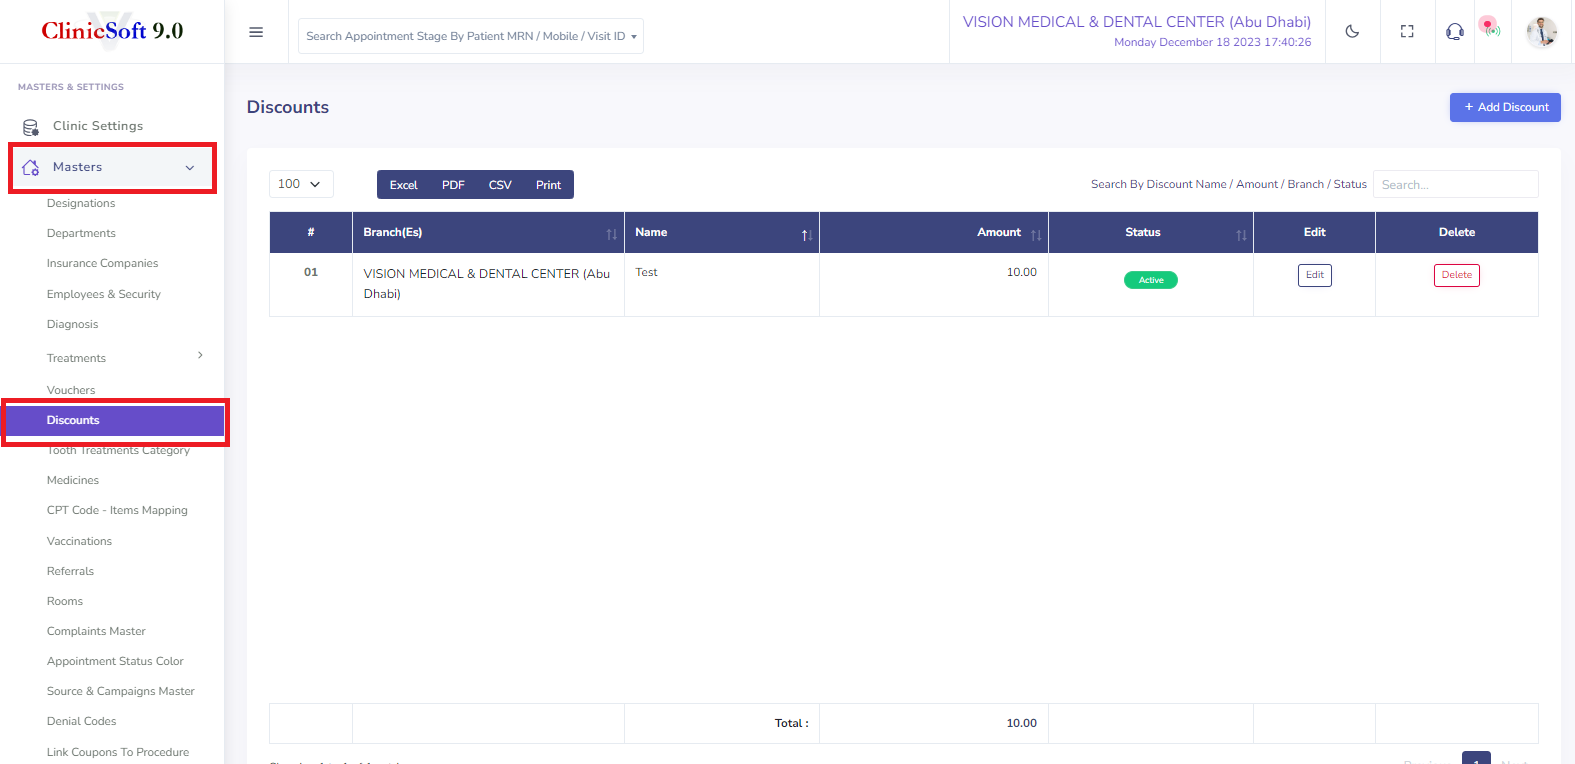 ClinicSoft 9.0
Search Appointment Stage By Patient MRN / Mobile / Visit ID
VISION MEDICAL & DENTAL CENTER (Abu Dhabi)
Monday December 18 2023 17:40:26
MASTERS & SETTINGS
Clinic Settings
Masters
Designations
Departments
Insurance Companies
Employees & Security
Diagnosis
Treatments
Vouchers
Discounts
Tooth Treatments Category
Medicines
CPT Code - Items Mapping
Vaccinations
Referrals
Rooms
Complaints Master
Appointment Status Color
Source & Campaigns Master
Denial Codes
Link Coupons To Procedure
Discounts
+ Add Discount
100
Excel PDF CSV Print
Search By Discount Name / Amount / Branch / Status Search...
# Branch(Es) Name Amount Status Edit Delete
01 VISION MEDICAL & DENTAL CENTER (Abu Dhabi) Test 10.00 Active Edit Delete
Total : 10.00
Previous 1 Next